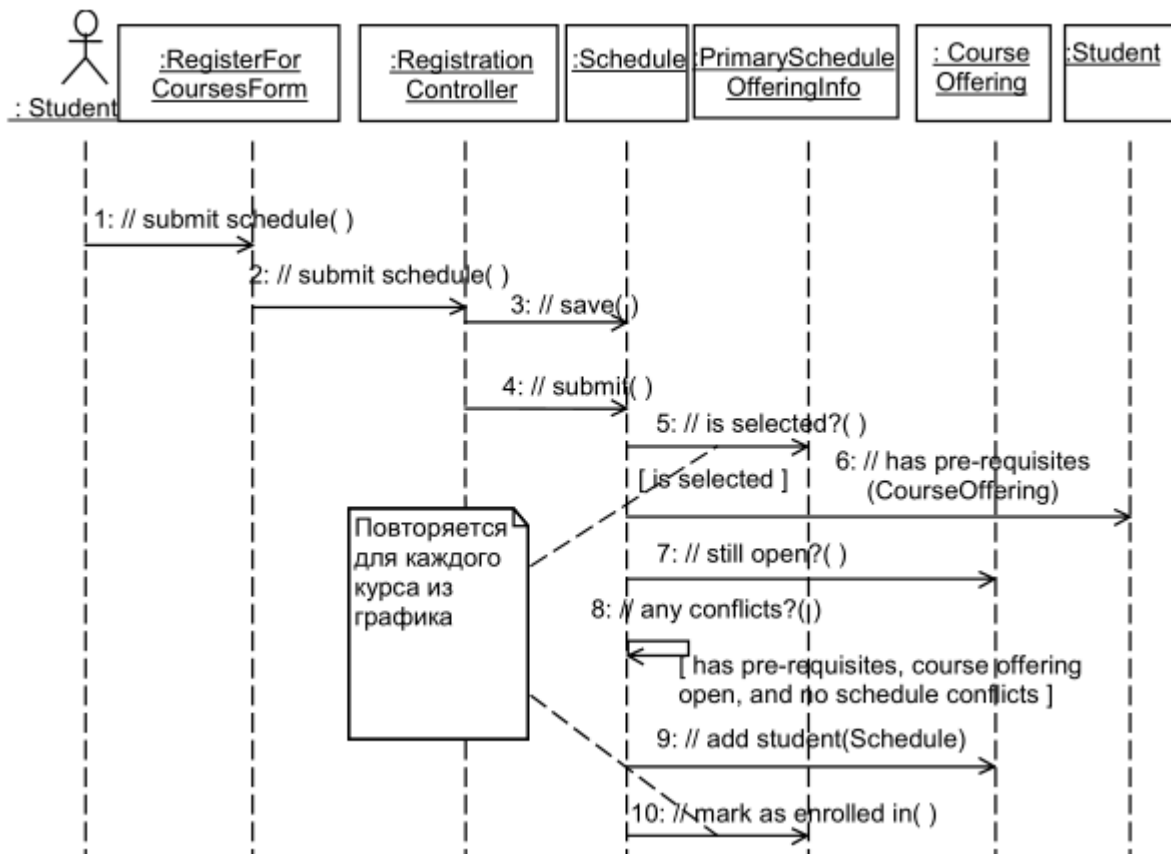 : Student
:RegisterFor
CoursesForm
:Registration
Controller
:Schedule
:PrimarySchedule
OfferingInfo
: Course
Offering
:Student
1: // submit schedule( )
2: // submit schedule( )
3: // save( )
4: // submit( )
5: // is selected?( )
[ is selected ]
6: // has pre-requisites
(CourseOffering)
Повторяется
для каждого
курса из
графика
7: // still open?( )
8: // any conflicts?( )
[ has pre-requisites, course offering
open, and no schedule conflicts ]
9: // add student(Schedule)
10: // mark as enrolled in( )